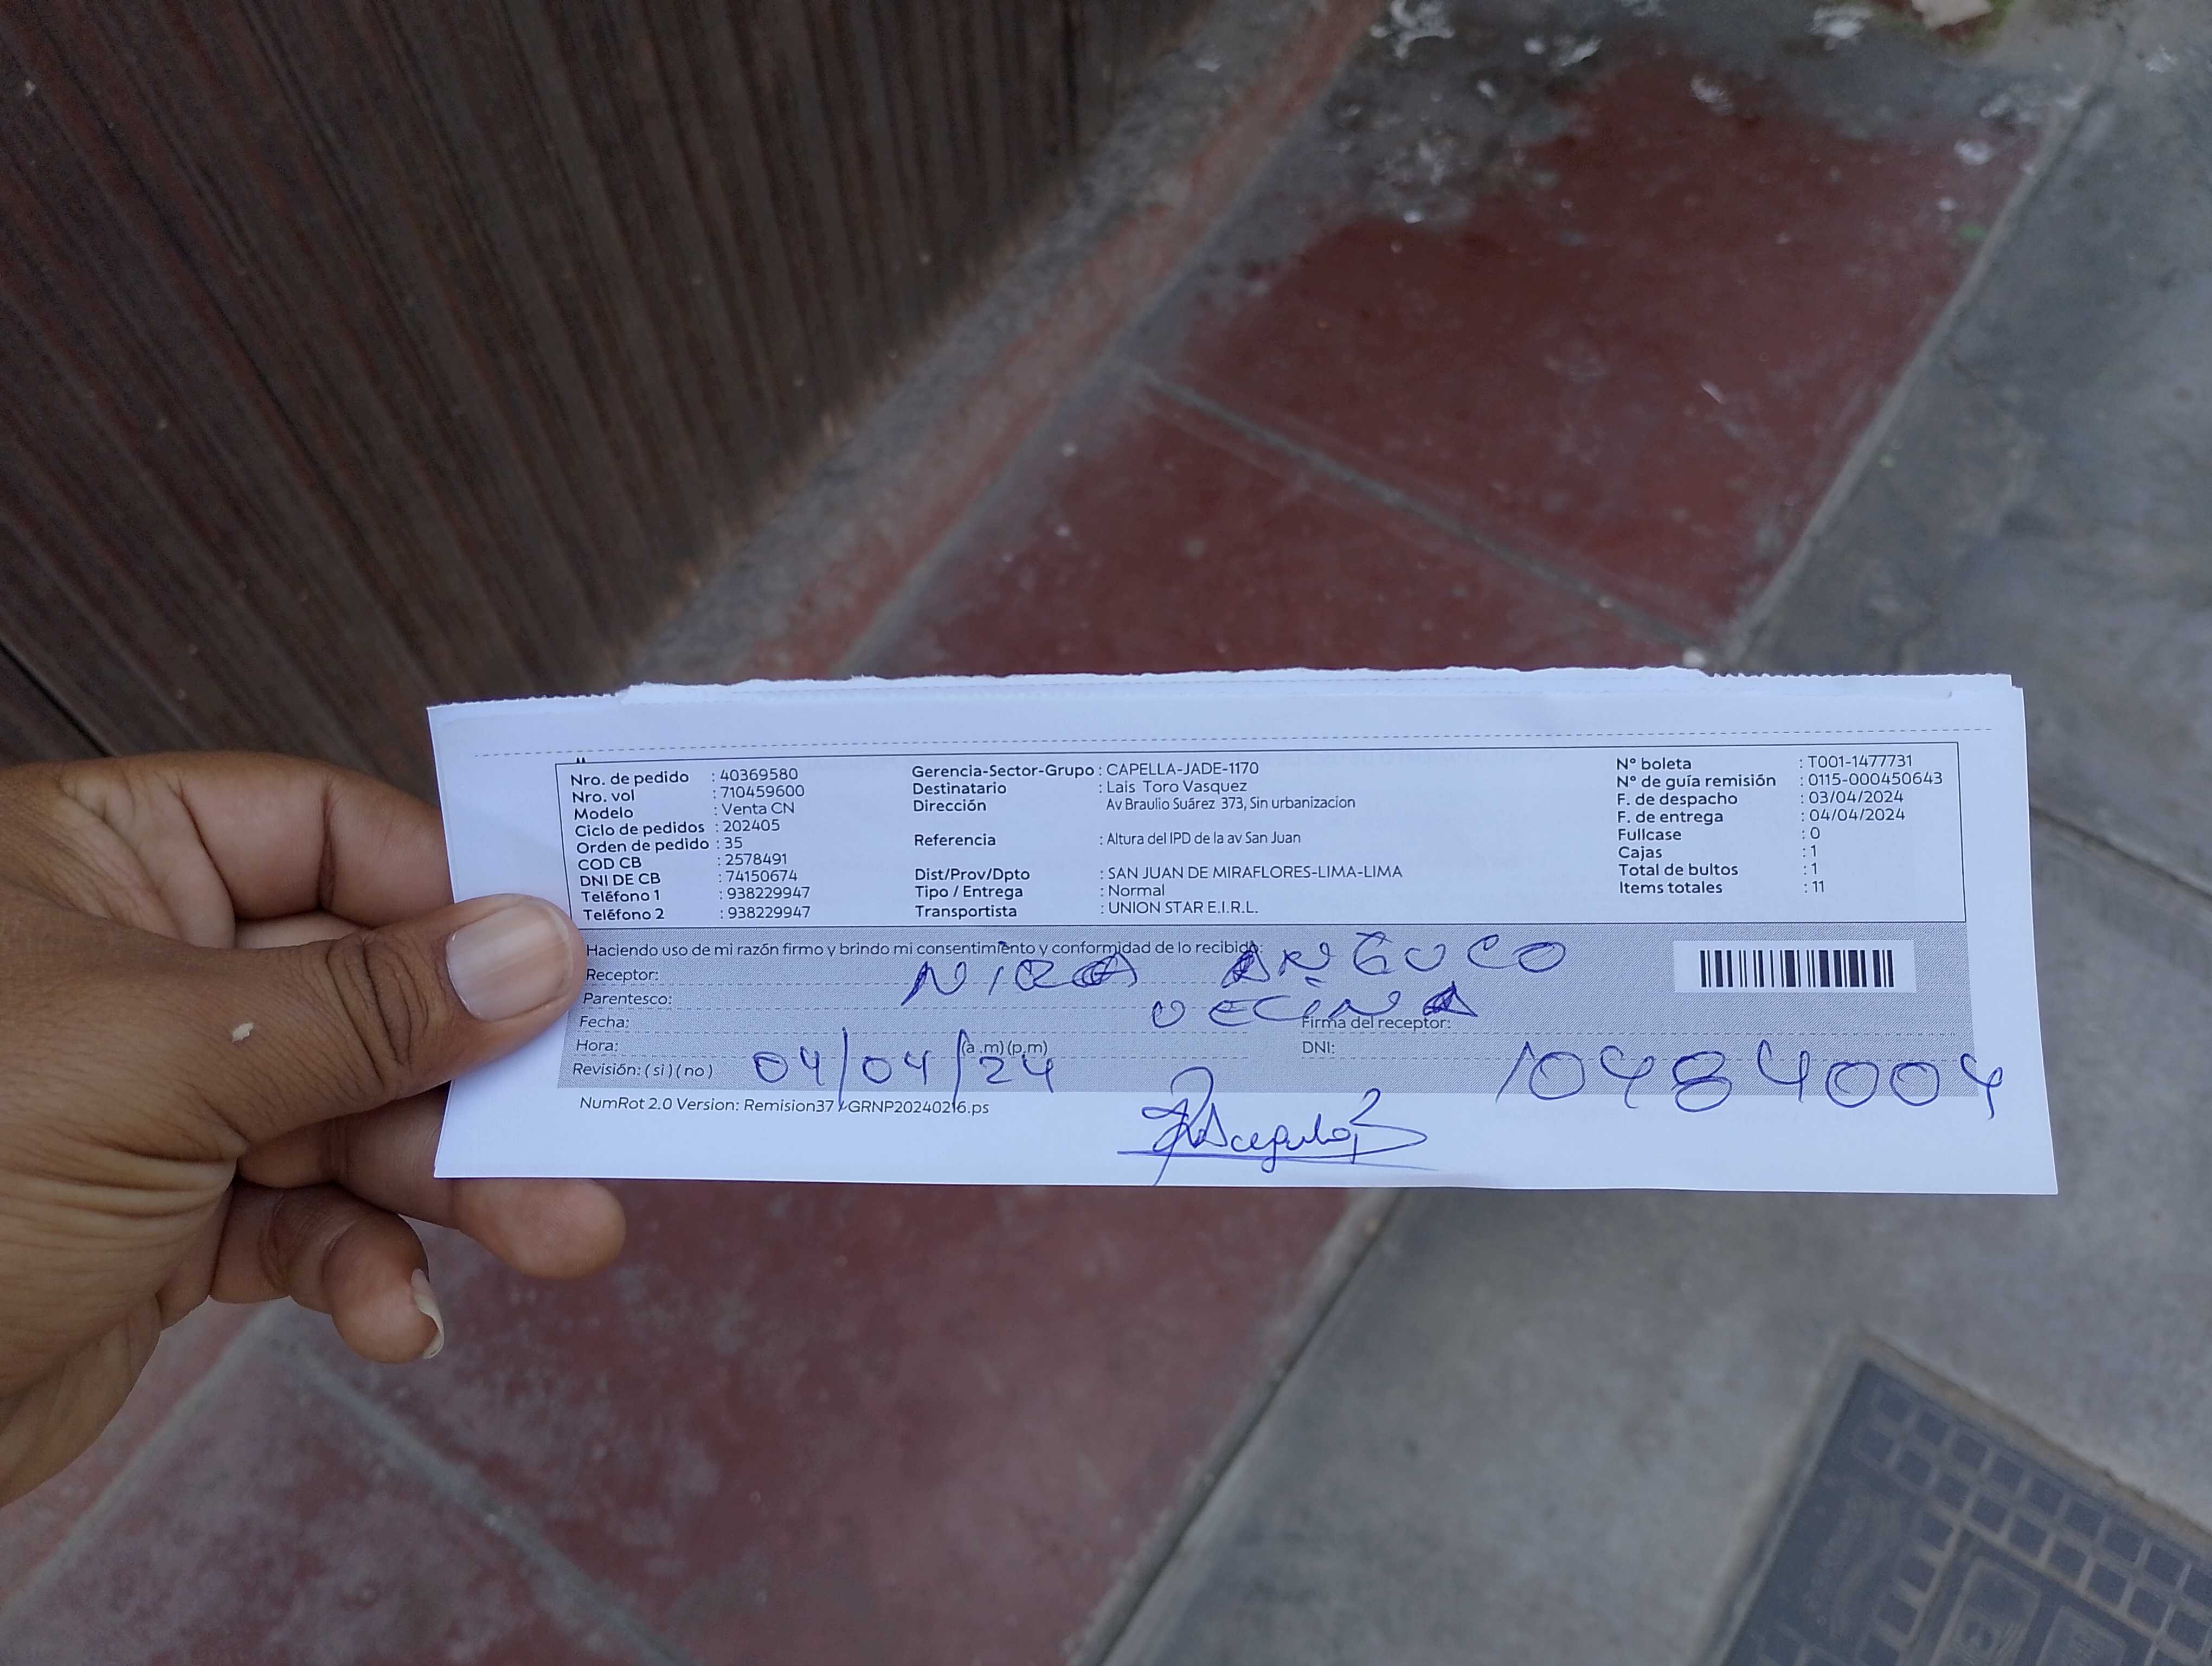 Nro. de pedido : 40369580
Nro. vol : 710459600
Modelo : Venta CN
Ciclo de pedidos : 202405
Orden de pedido : 35
COD CB : 2578491
DNI DE CB : 74150674
Teléfono 1 : 938229947
Teléfono 2 : 938229947
Gerencia-Sector-Grupo : CAPELLA-JADE-1170
Destinatario : Lais Toro Vasquez
Dirección Av Braulio Suárez 373, Sin urbanizacion
Referencia : Altura del IPD de la av San Juan
Dist/Prov/Dpto : SAN JUAN DE MIRAFLORES-LIMA-LIMA
Tipo / Entrega : Normal
Transportista : UNION STAR E.I.R.L.
N° boleta : T001-1477731
N° de guía remisión : 0115-000450643
F. de despacho : 03/04/2024
F. de entrega : 04/04/2024
Fullcase : 0
Cajas : 1
Total de bultos : 1
Items totales : 11
Haciendo uso de mi razón firmo y brindo mi consentimiento y conformidad de lo recibido:
Receptor:
Parentesco: VECINA
Fecha: Firma del receptor:
Hora: (a .m) (p,m) DNI:
Revisión: ( si ) ( no ) 04/04/24 10484004
NumRot 2.0 Version: Remision37 GRNP20240216.ps